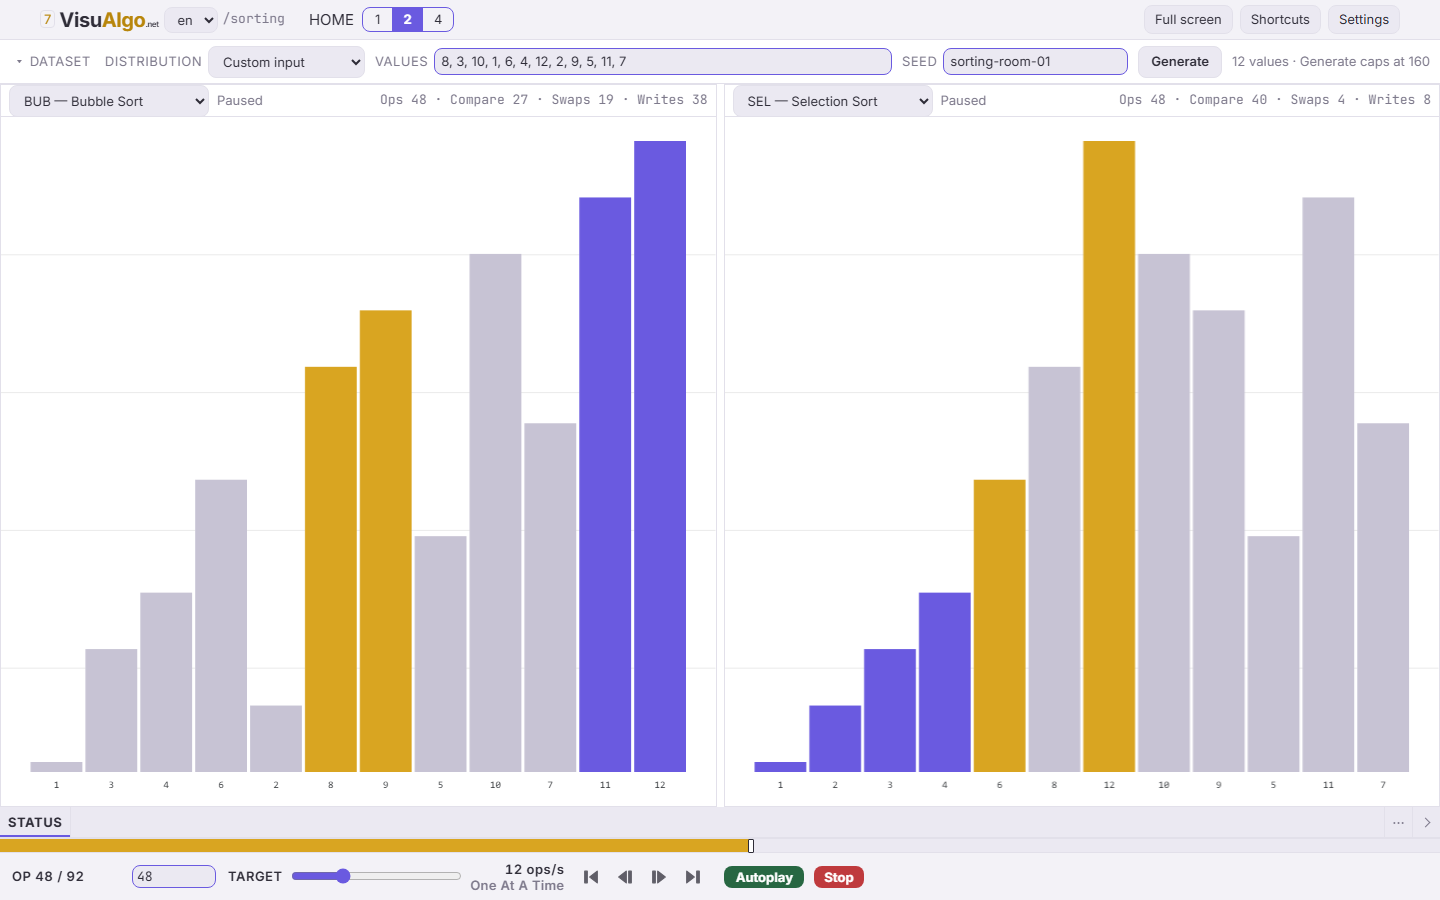 7 VisuAlgo.net en /sorting HOME 1 2 4 Full screen Shortcuts Settings
DATASET DISTRIBUTION Custom input VALUES 8, 3, 10, 1, 6, 4, 12, 2, 9, 5, 11, 7 SEED sorting-room-01 Generate 12 values · Generate caps at 160
BUB — Bubble Sort Paused Ops 48 · Compare 27 · Swaps 19 · Writes 38
1 3 4 6 2 8 9 5 10 7 11 12
SEL — Selection Sort Paused Ops 48 · Compare 40 · Swaps 4 · Writes 8
1 2 3 4 6 8 12 10 9 5 11 7
STATUS ...
OP 48 / 92 48 TARGET 12 ops/s
One At A Time
Autoplay Stop